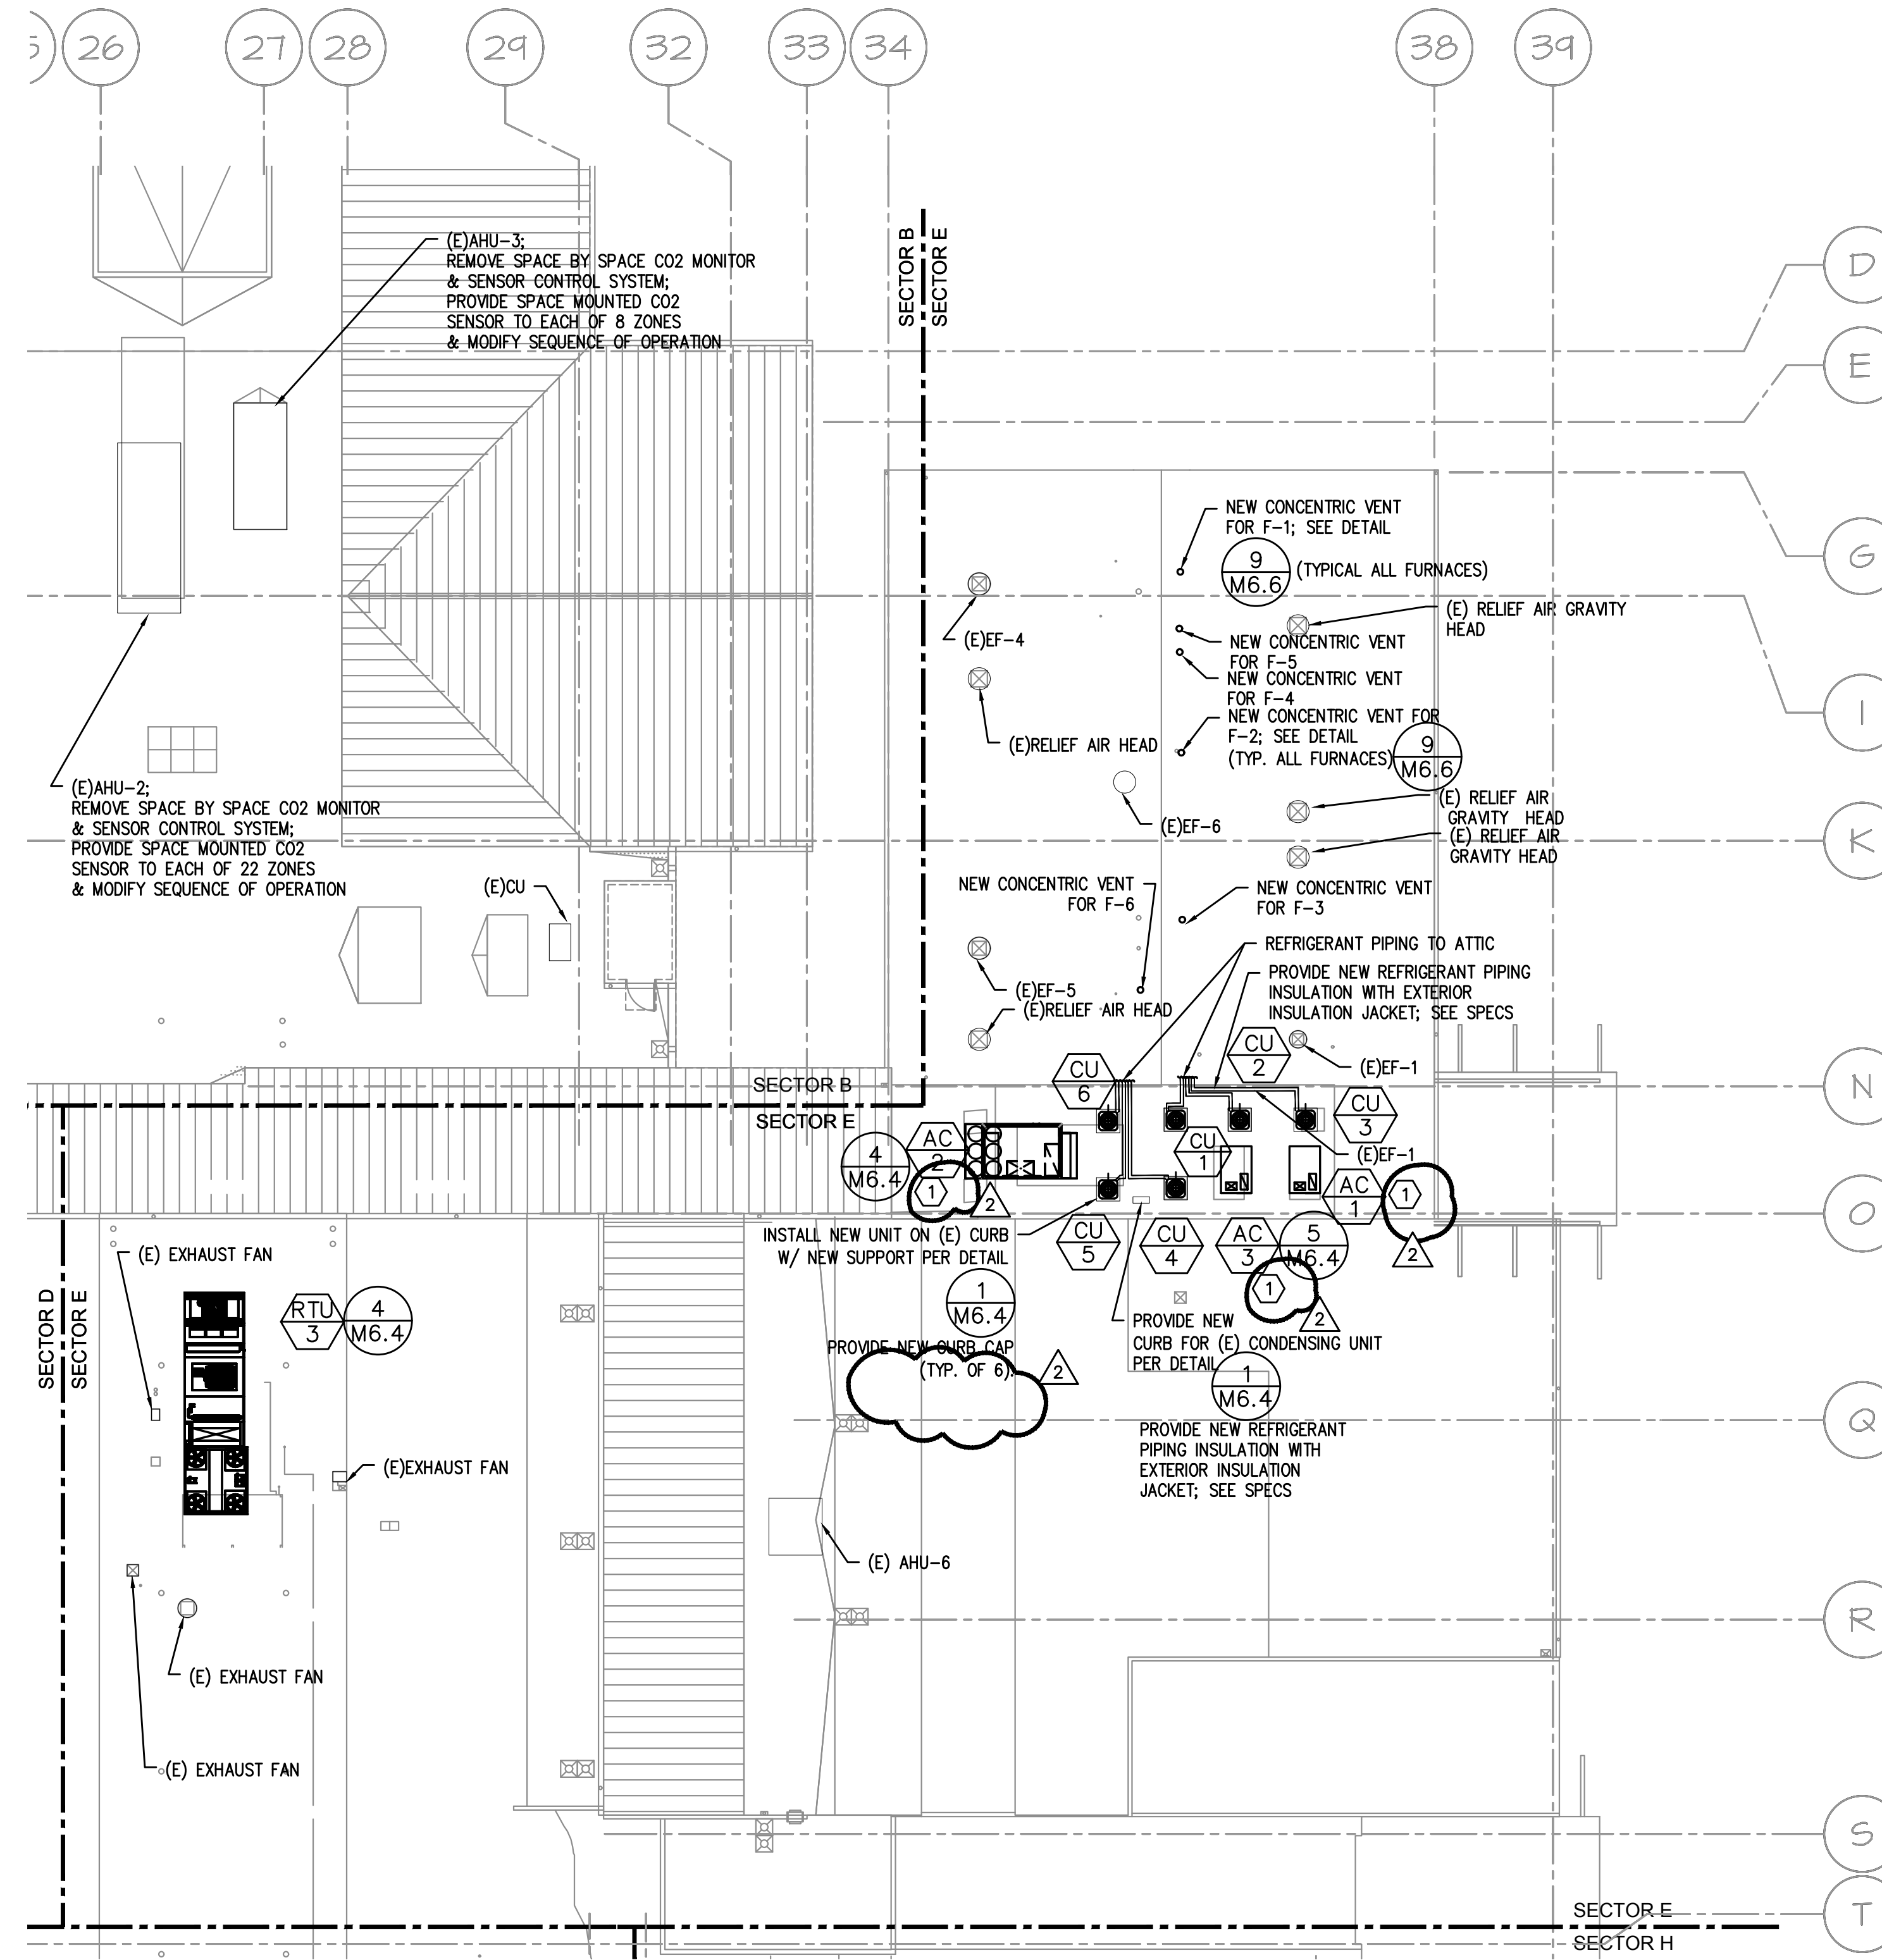 26
27
28
29
32
33
34
38
39
D
E
G
I
K
N
O
Q
R
S
T
SECTOR B
SECTOR E
(E)AHU-3;
REMOVE SPACE BY SPACE CO2 MONITOR
& SENSOR CONTROL SYSTEM;
PROVIDE SPACE MOUNTED CO2
SENSOR TO EACH OF 8 ZONES
& MODIFY SEQUENCE OF OPERATION
NEW CONCENTRIC VENT
FOR F-1; SEE DETAIL
9
M6.6
(TYPICAL ALL FURNACES)
(E) RELIEF AIR GRAVITY
HEAD
(E)EF-4
NEW CONCENTRIC VENT
FOR F-5
NEW CONCENTRIC VENT
FOR F-4
NEW CONCENTRIC VENT FOR
F-2; SEE DETAIL
(TYP. ALL FURNACES)
9
M6.6
(E)RELIEF AIR HEAD
(E)EF-6
(E) RELIEF AIR
GRAVITY HEAD
(E) RELIEF AIR
GRAVITY HEAD
(E)AHU-2;
REMOVE SPACE BY SPACE CO2 MONITOR
& SENSOR CONTROL SYSTEM;
PROVIDE SPACE MOUNTED CO2
SENSOR TO EACH OF 22 ZONES
& MODIFY SEQUENCE OF OPERATION
(E)CU
NEW CONCENTRIC VENT
FOR F-6
NEW CONCENTRIC VENT
FOR F-3
REFRIGERANT PIPING TO ATTIC
PROVIDE NEW REFRIGERANT PIPING
INSULATION WITH EXTERIOR
INSULATION JACKET; SEE SPECS
(E)EF-5
(E)RELIEF AIR HEAD
CU
2
(E)EF-1
CU
6
CU
3
SECTOR B
SECTOR E
4
M6.4
AC
2
1
2
CU
1
(E)EF-1
AC
1
1
2
INSTALL NEW UNIT ON (E) CURB
W/ NEW SUPPORT PER DETAIL
1
M6.4
CU
5
CU
4
AC
3
5
M6.4
1
2
PROVIDE NEW CURB CAP
(TYP. OF 6).
2
PROVIDE NEW
CURB FOR (E) CONDENSING UNIT
PER DETAIL
1
M6.4
PROVIDE NEW REFRIGERANT
PIPING INSULATION WITH
EXTERIOR INSULATION
JACKET; SEE SPECS
(E) EXHAUST FAN
SECTOR D
SECTOR E
RTU
3
4
M6.4
(E)EXHAUST FAN
(E) AHU-6
(E) EXHAUST FAN
(E) EXHAUST FAN
SECTOR E
SECTOR H